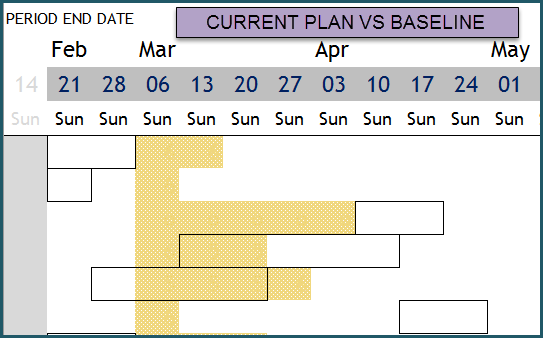 PERIOD END DATE
CURRENT PLAN VS BASELINE
Feb Mar Apr May
14 21 28 06 13 20 27 03 10 17 24 01
Sun Sun Sun Sun Sun Sun Sun Sun Sun Sun Sun Sun